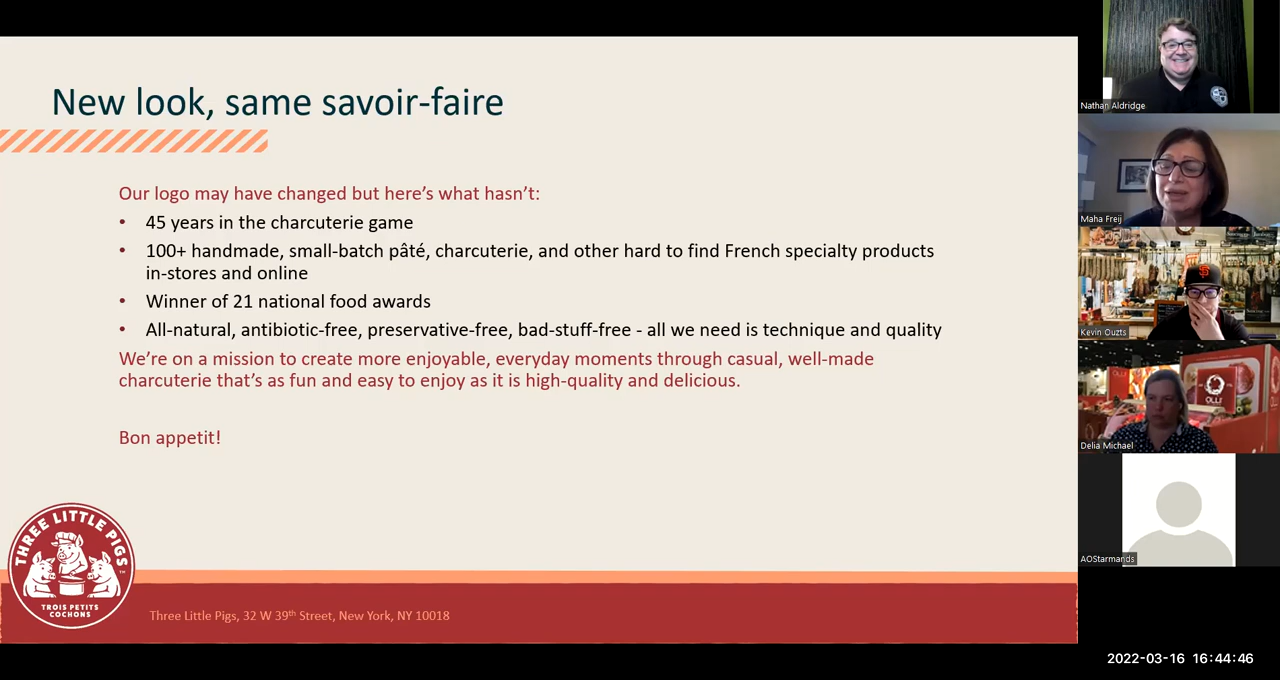 New look, same savoir-faire
Our logo may have changed but here's what hasn't:
• 45 years in the charcuterie game
• 100+ handmade, small-batch pâté, charcuterie, and other hard to find French specialty products
in-stores and online
• Winner of 21 national food awards
• All-natural, antibiotic-free, preservative-free, bad-stuff-free - all we need is technique and quality
We're on a mission to create more enjoyable, everyday moments through casual, well-made
charcuterie that's as fun and easy to enjoy as it is high-quality and delicious.
Bon appetit!
THREE LITTLE PIGS
TROIS PETITS
COCHONS
Three Little Pigs, 32 W 39th Street, New York, NY 10018
Nathan Aldridge
Maha Freij
SF
Kevin Ouzts
OLLI
Delia Michael
AOStarmands
2022-03-16 16:44:46